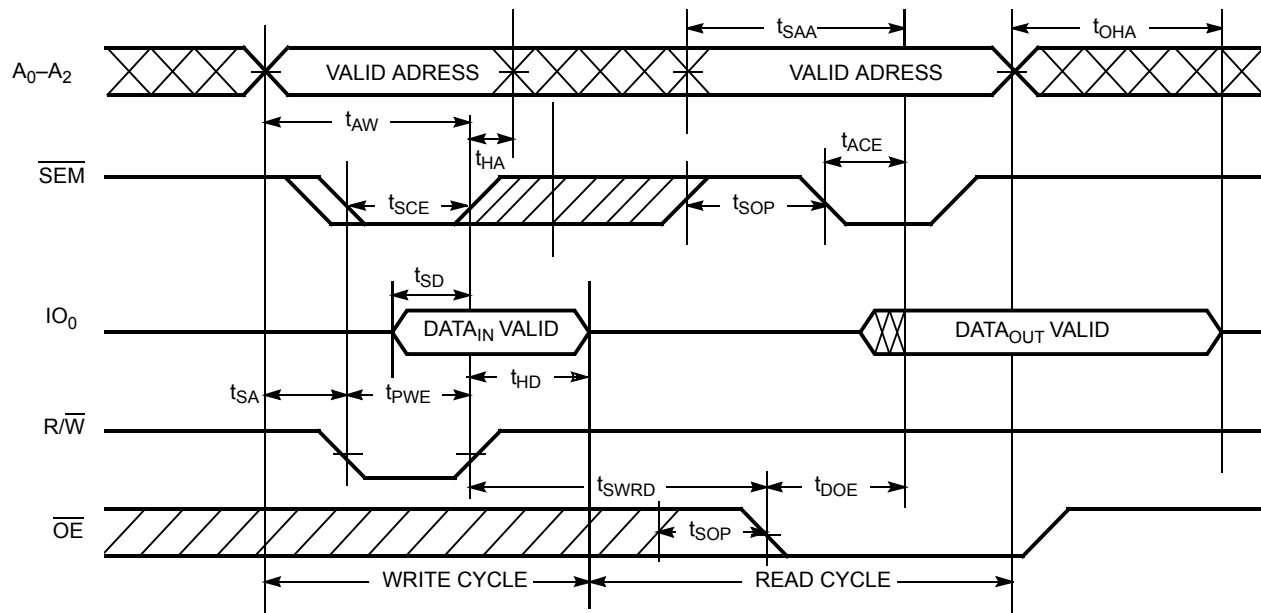 tSAA
tOHA
A0–A2
VALID ADRESS
VALID ADRESS
tAW
tHA
tACE
SEM
tSCE
tSOP
tSD
IO0
DATAIN VALID
DATAOUT VALID
tSA
tPWE
tHD
R/W
tSWRD
tDOE
OE
tSOP
WRITE CYCLE
READ CYCLE